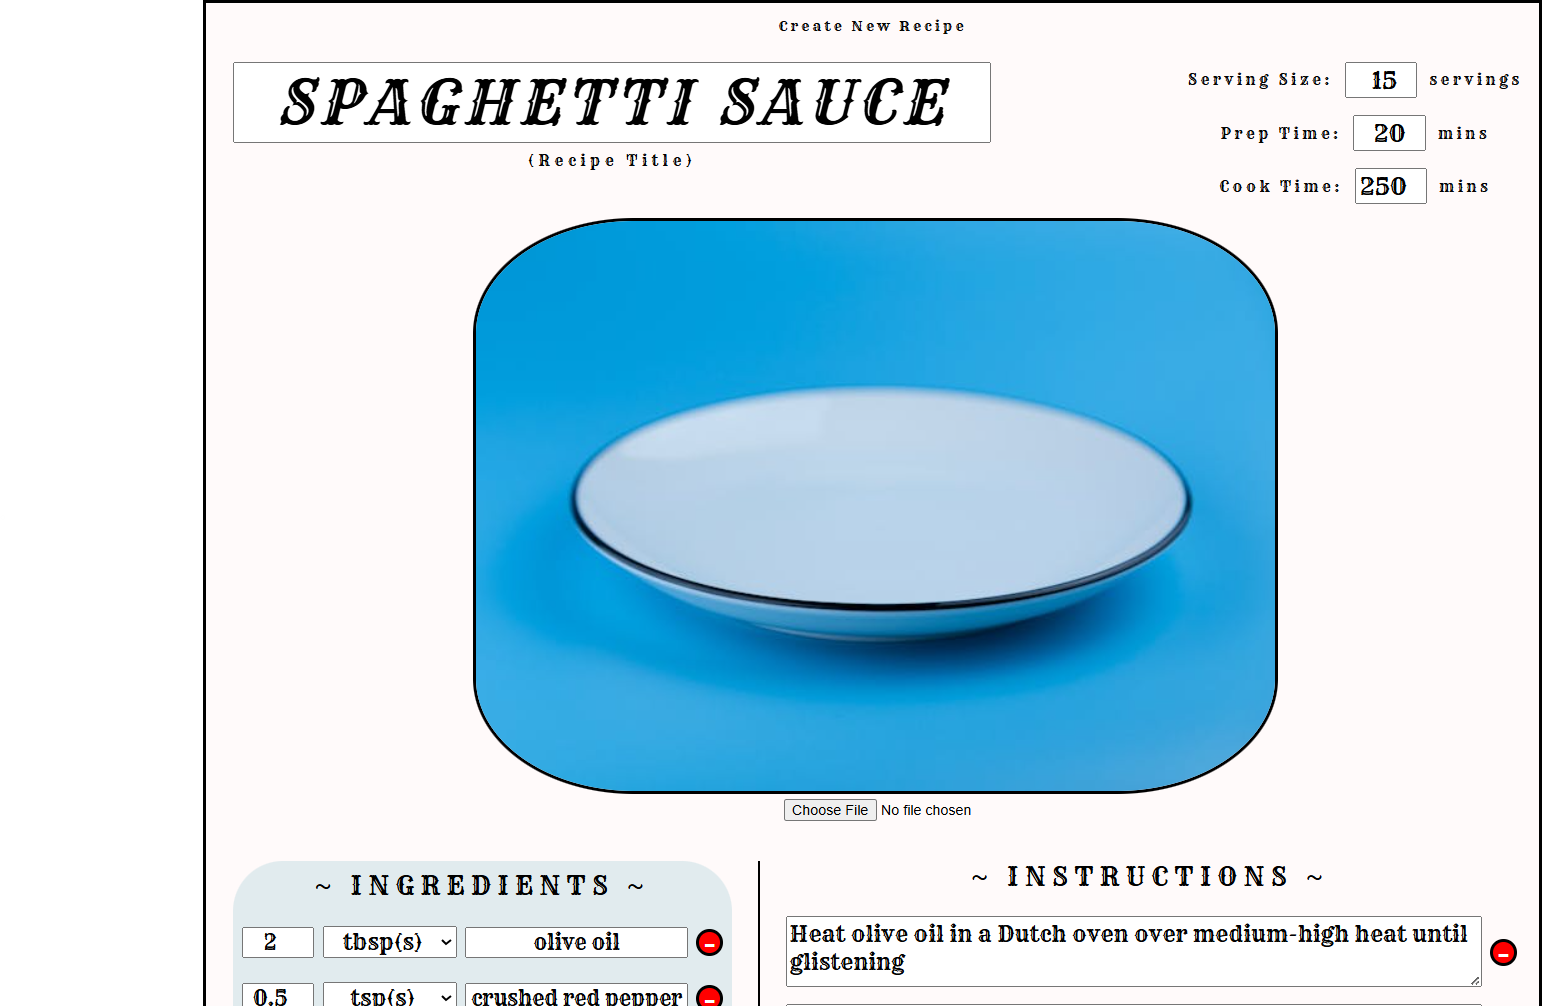 Create New Recipe
SPAGHETTI SAUCE
(Recipe Title)
Serving Size: 15 servings
Prep Time: 20 mins
Cook Time: 250 mins
Choose File No file chosen
~ INGREDIENTS ~
2 tbsp(s) olive oil
0.5 tsp(s) crushed red pepper
~ INSTRUCTIONS ~
Heat olive oil in a Dutch oven over medium-high heat until
glistening